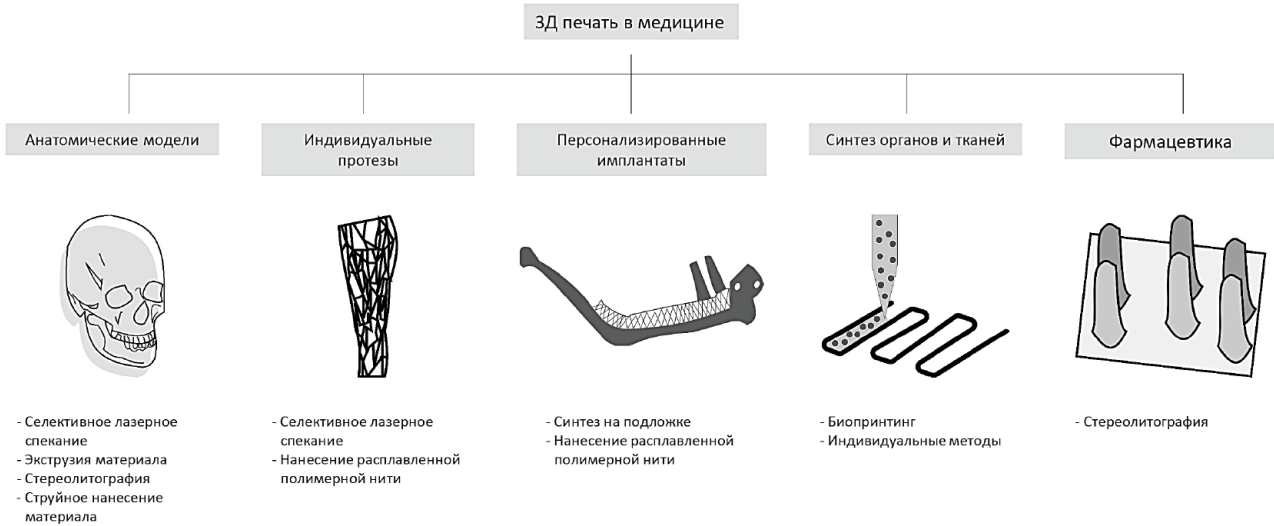 3Д печать в медицине
Анатомические модели
Индивидуальные
протезы
Персонализированные
имплантаты
Синтез органов и тканей
Фармацевтика
- Селективное лазерное
спекание
- Экструзия материала
- Стереолитография
- Струйное нанесение
материала
- Селективное лазерное
спекание
- Нанесение расплавленной
полимерной нити
- Синтез на подложке
- Нанесение расплавленной
полимерной нити
- Биопринтинг
- Индивидуальные методы
- Стереолитография